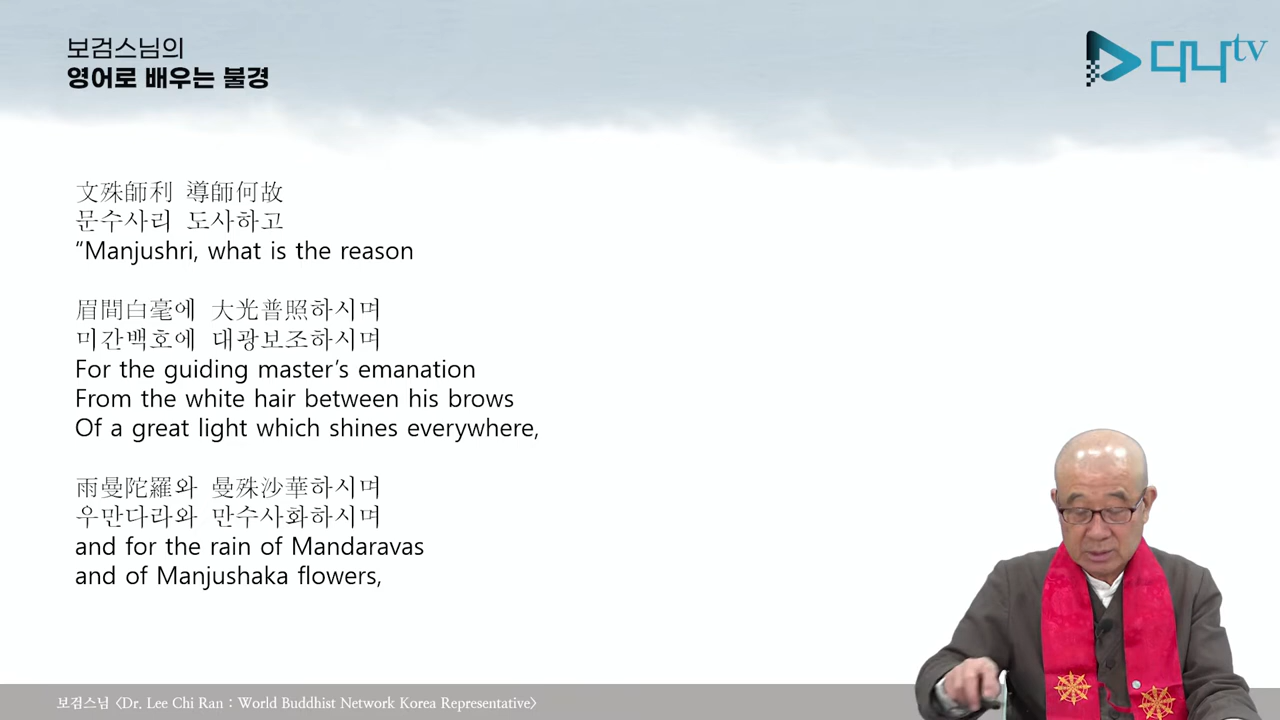 보검스님의
영어로 배우는 불경
다나tv
文殊師利 導師何故
문수사리 도사하고
“Manjushri, what is the reason
眉間白毫에 大光普照하시며
미간백호에 대광보조하시며
For the guiding master’s emanation
From the white hair between his brows
Of a great light which shines everywhere,
雨曼陀羅와 曼殊沙華하시며
우만다라와 만수사화하시며
and for the rain of Mandaravas
and of Manjushaka flowers,
보검스님 <Dr. Lee Chi Ran : World Buddhist Network Korea Representative>